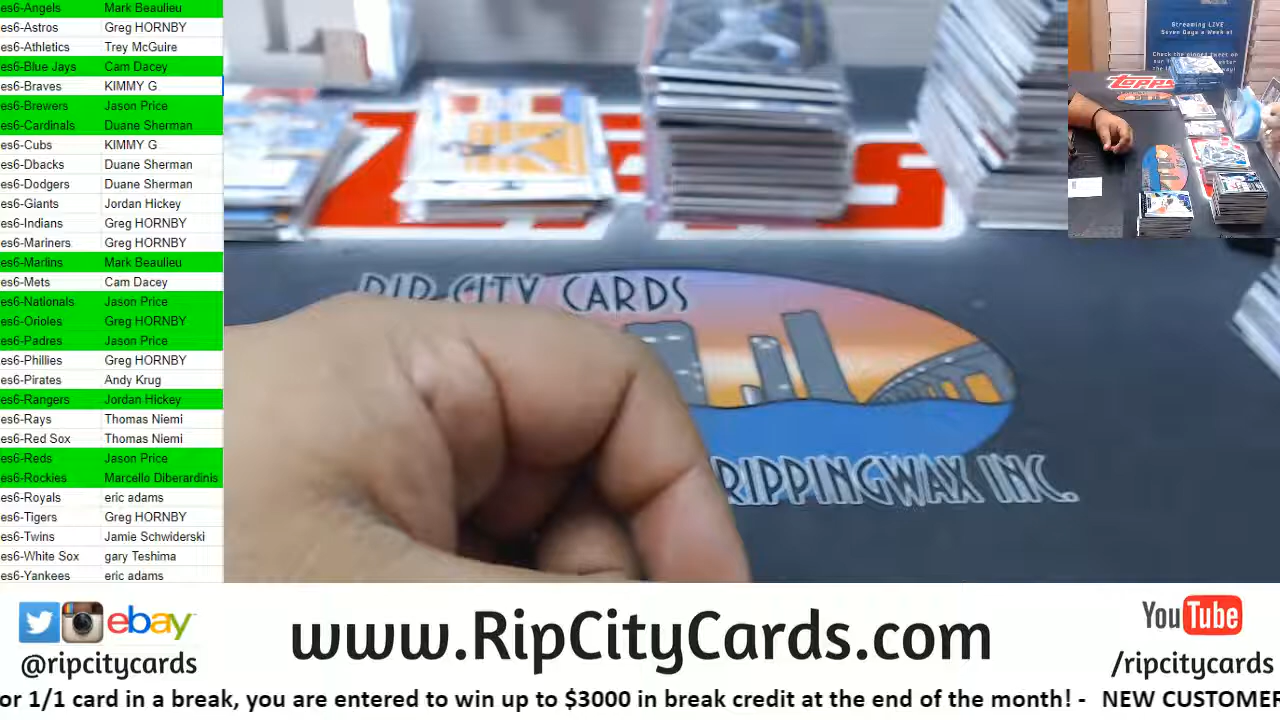 es6-Angels Mark Beaulieu
es6-Astros Greg HORNBY
es6-Athletics Trey McGuire
es6-Blue Jays Cam Dacey
es6-Braves KIMMY G
es6-Brewers Jason Price
es6-Cardinals Duane Sherman
es6-Cubs KIMMY G
es6-Dbacks Duane Sherman
es6-Dodgers Duane Sherman
es6-Giants Jordan Hickey
es6-Indians Greg HORNBY
es6-Mariners Greg HORNBY
es6-Marlins Mark Beaulieu
es6-Mets Cam Dacey
es6-Nationals Jason Price
es6-Orioles Greg HORNBY
es6-Padres Jason Price
es6-Phillies Greg HORNBY
es6-Pirates Andy Krug
es6-Rangers Jordan Hickey
es6-Rays Thomas Niemi
es6-Red Sox Thomas Niemi
es6-Reds Jason Price
es6-Rockies Marcello Diberardinis
es6-Royals eric adams
es6-Tigers Greg HORNBY
es6-Twins Jamie Schwiderski
es6-White Sox gary Teshima
es6-Yankees eric adams
RIP CITY CARDS
RIPPINGWAX INC.
Streaming LIVE
Seven Days a Week at
Topps
ebay
@ripcitycards
www.RipCityCards.com
YouTube
/ripcitycards
or 1/1 card in a break, you are entered to win up to $3000 in break credit at the end of the month! - NEW CUSTOMER